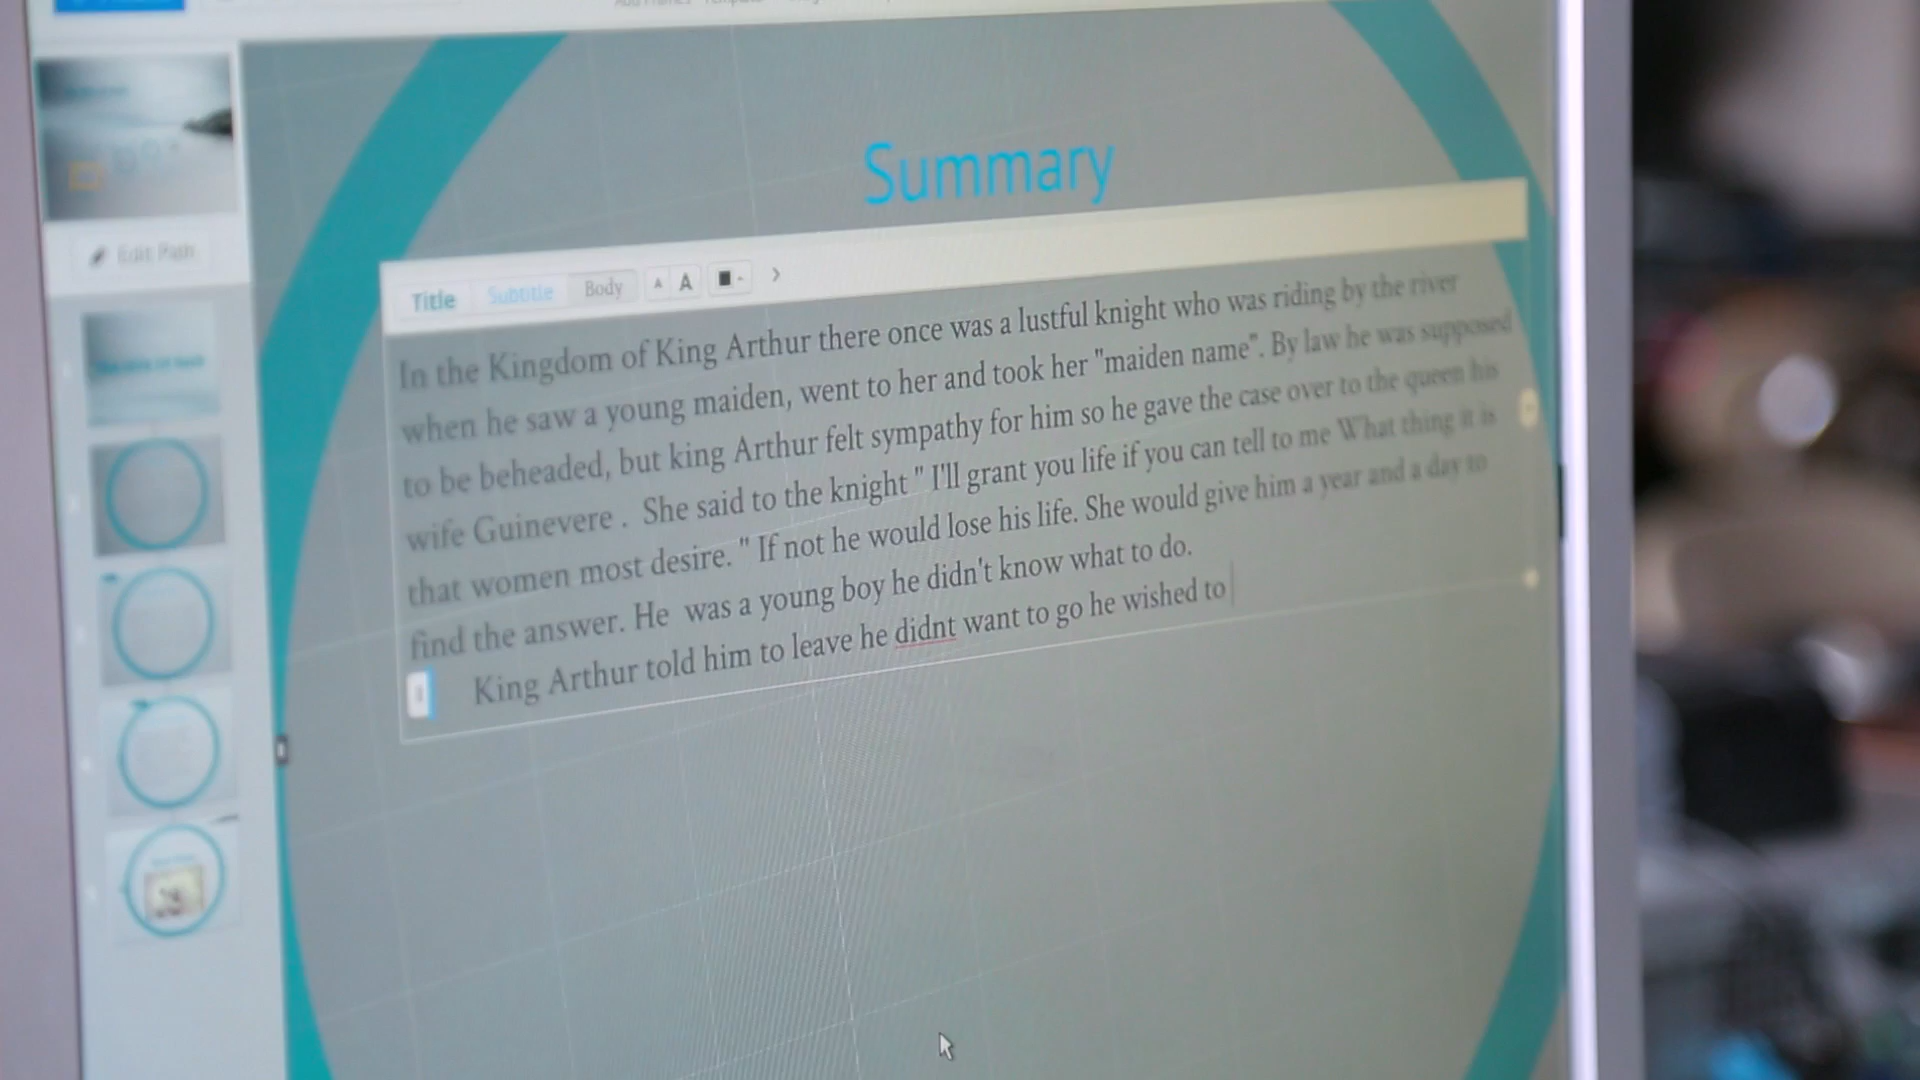 Summary
Edit Path
Title Subtitle Body A A
In the Kingdom of King Arthur there once was a lustful knight who was riding by the river
when he saw a young maiden, went to her and took her "maiden name". By law he was supposed
to be beheaded, but king Arthur felt sympathy for him so he gave the case over to the queen his
wife Guinevere . She said to the knight " I'll grant you life if you can tell to me What thing it is
that women most desire. " If not he would lose his life. She would give him a year and a day to
find the answer. He was a young boy he didn't know what to do.
King Arthur told him to leave he didnt want to go he wished to